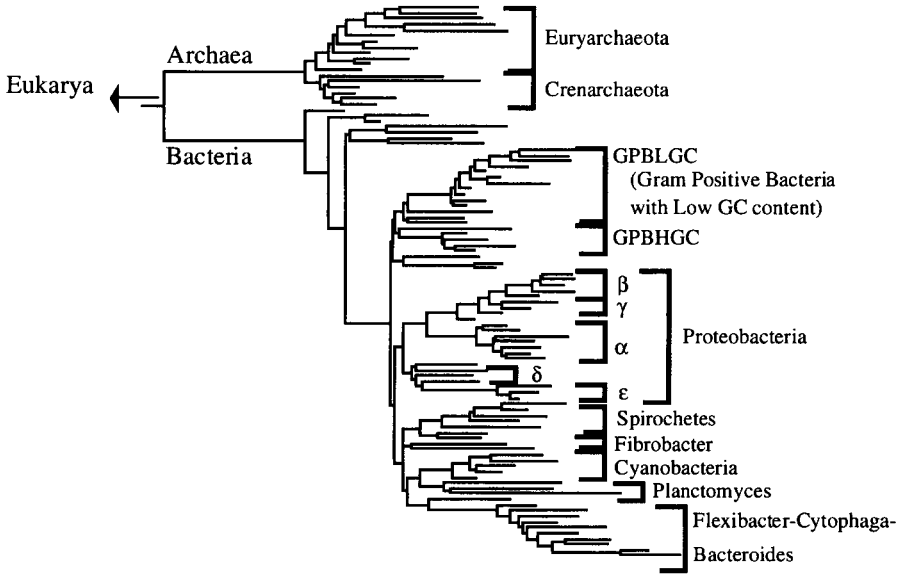 Euryarchaeota
Archaea
Eukarya
Crenarchaeota
Bacteria
GPBLGC
(Gram Positive Bacteria
with Low GC content)
GPBHGC
β
γ
Proteobacteria
α
δ
ε
Spirochetes
Fibrobacter
Cyanobacteria
Planctomyces
Flexibacter-Cytophaga-
Bacteroides